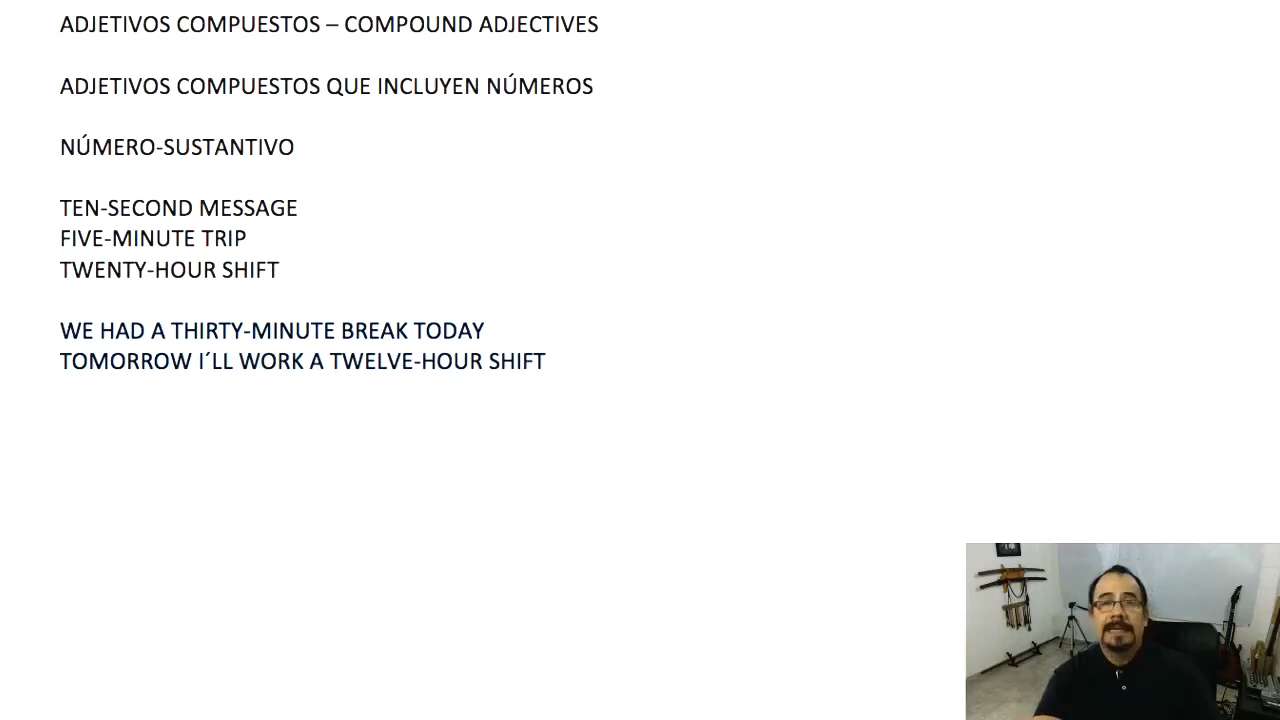 ADJETIVOS COMPUESTOS – COMPOUND ADJECTIVES
ADJETIVOS COMPUESTOS QUE INCLUYEN NÚMEROS
NÚMERO-SUSTANTIVO
TEN-SECOND MESSAGE
FIVE-MINUTE TRIP
TWENTY-HOUR SHIFT
WE HAD A THIRTY-MINUTE BREAK TODAY
TOMORROW I´LL WORK A TWELVE-HOUR SHIFT